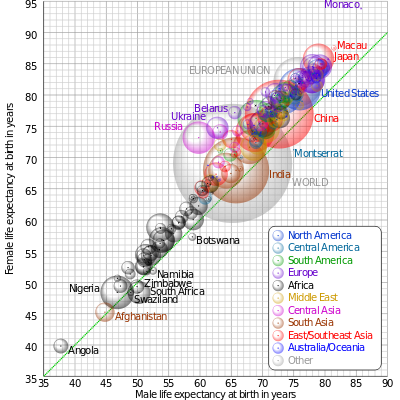 95
90
85
80
75
70
65
60
55
50
45
40
35
Female life expectancy at birth in years
Monaco
Macau
Japan
EUROPEAN UNION
United States
Belarus
Ukraine
Russia
China
Montserrat
India
WORLD
Botswana
Namibia
Zimbabwe
Nigeria
South Africa
Swaziland
Afghanistan
Angola
North America
Central America
South America
Europe
Africa
Middle East
Central Asia
South Asia
East/Southeast Asia
Australia/Oceania
Other
35 40 45 50 55 60 65 70 75 80 85 90
Male life expectancy at birth in years